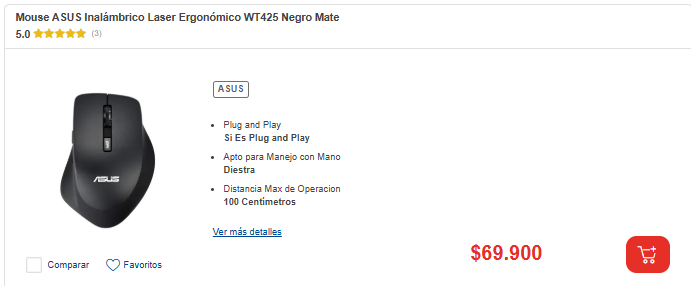 Mouse ASUS Inalámbrico Laser Ergonómico WT425 Negro Mate
5.0 (3)
ASUS
Plug and Play
Si Es Plug and Play
Apto para Manejo con Mano
Diestra
Distancia Max de Operacion
100 Centimetros
Ver más detalles
ASUS
$69.900
Comparar
Favoritos